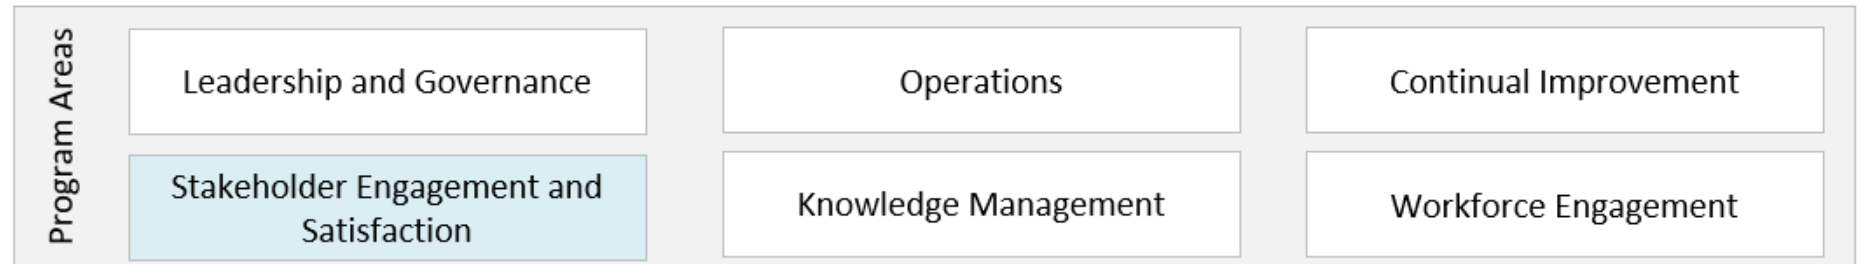 Program Areas
Leadership and Governance
Operations
Continual Improvement
Stakeholder Engagement and
Satisfaction
Knowledge Management
Workforce Engagement